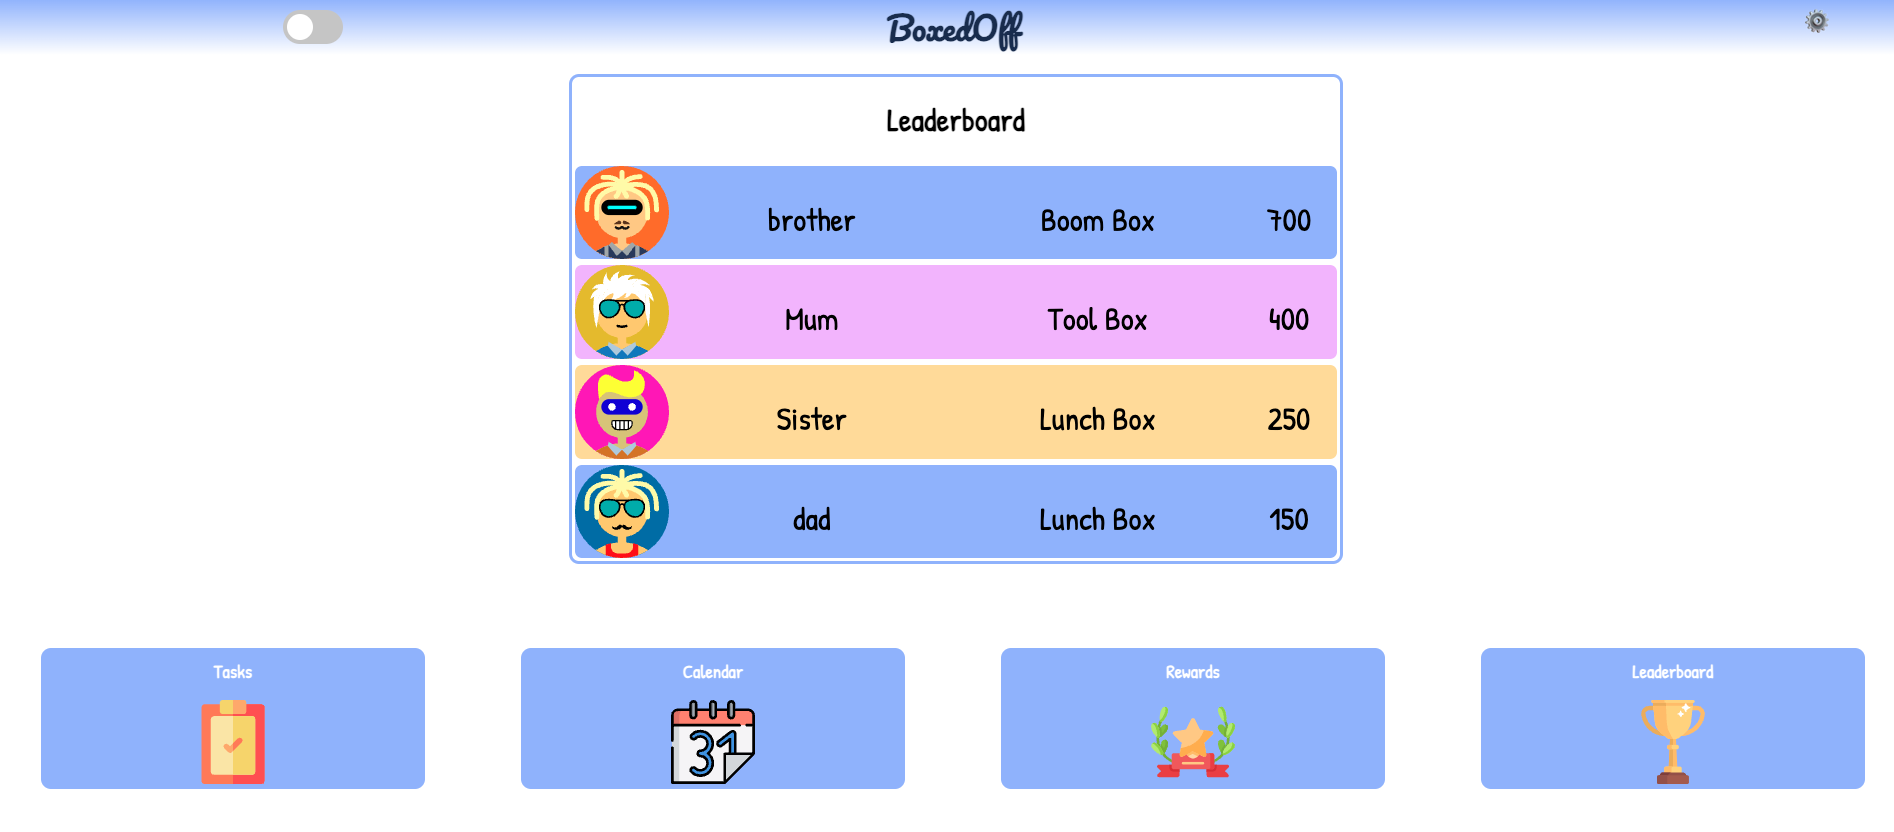 BoxedOff
Leaderboard
brother Boom Box 700
Mum Tool Box 400
Sister Lunch Box 250
dad Lunch Box 150
Tasks Calendar Rewards Leaderboard
31